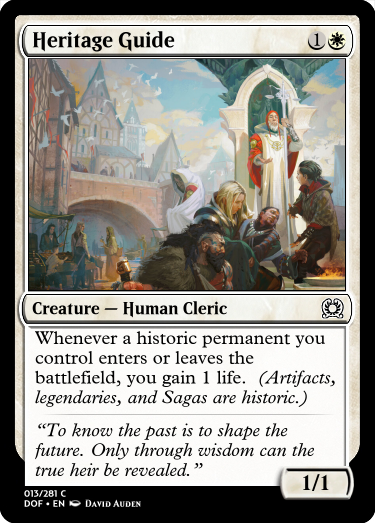 Heritage Guide 1
Creature — Human Cleric
Whenever a historic permanent you
control enters or leaves the
battlefield, you gain 1 life. (Artifacts,
legendaries, and Sagas are historic.)
“To know the past is to shape the
future. Only through wisdom can the
true heir be revealed.”
1/1
013/281 C
DOF • EN David Auden